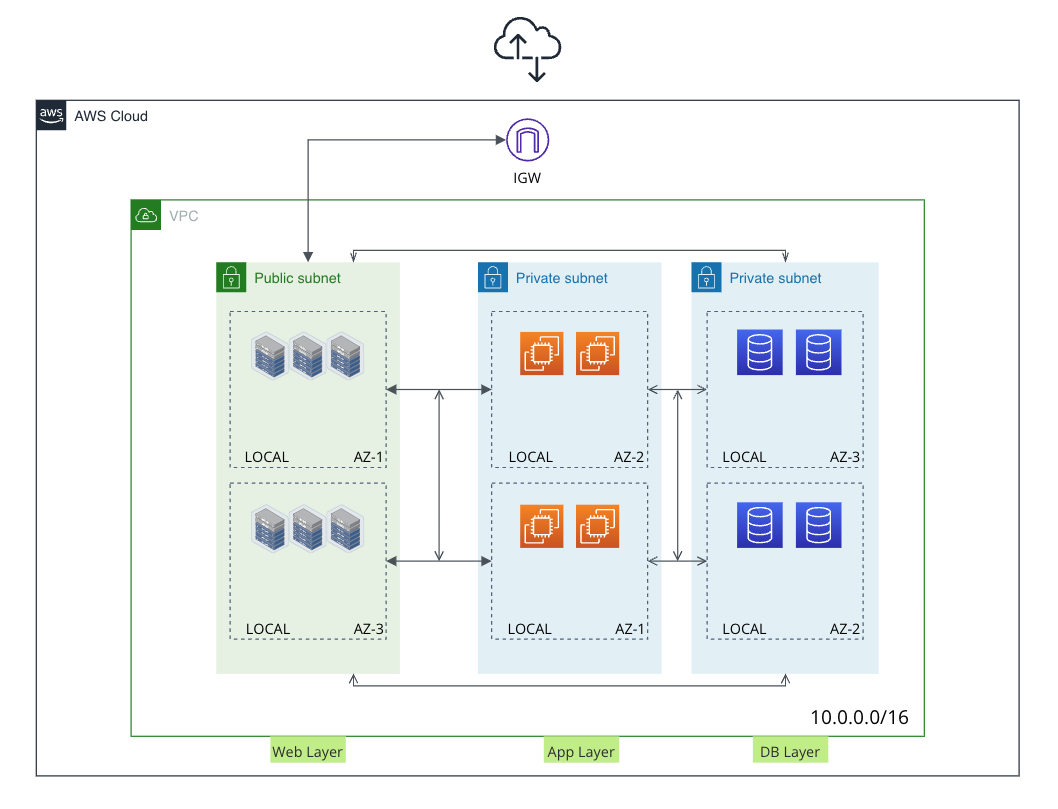 aws
AWS Cloud
IGW
VPC
Public subnet
Private subnet
Private subnet
LOCAL
AZ-1
LOCAL
AZ-2
LOCAL
AZ-3
LOCAL
AZ-3
LOCAL
AZ-1
LOCAL
AZ-2
10.0.0.0/16
Web Layer
App Layer
DB Layer